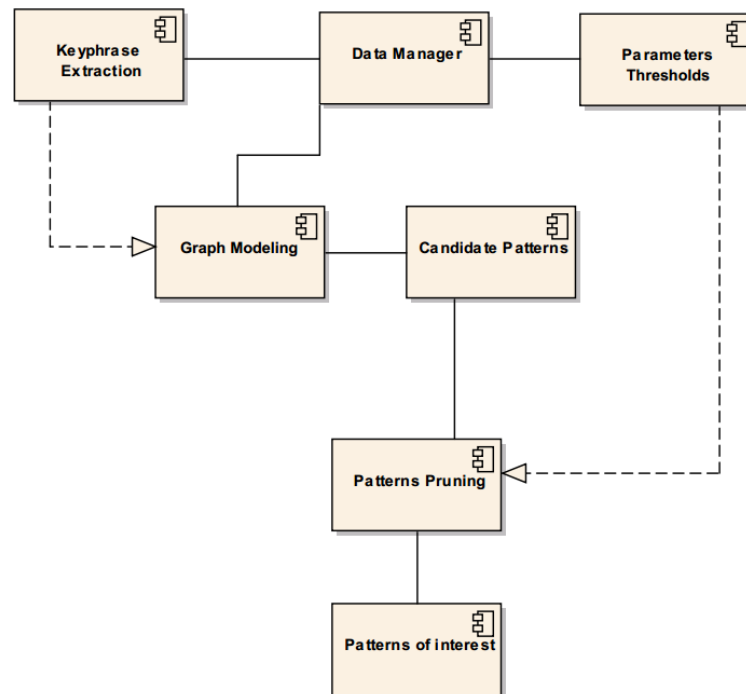 Keyphrase
Extraction
Data Manager
Parameters
Thresholds
Graph Modeling
Candidate Patterns
Patterns Pruning
Patterns of interest